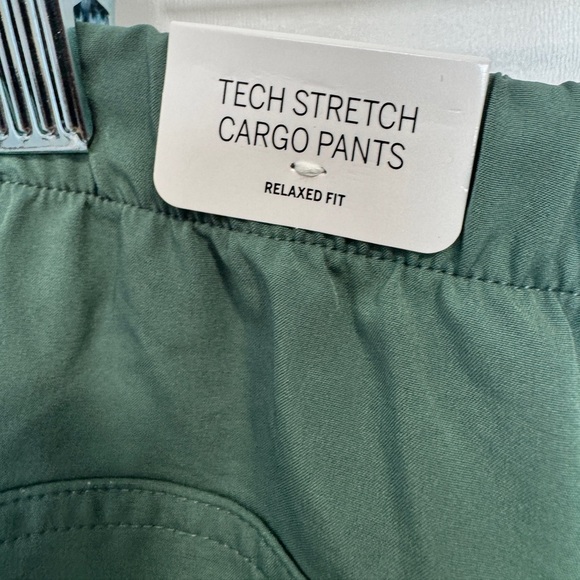 TECH STRETCH
CARGO PANTS
RELAXED FIT